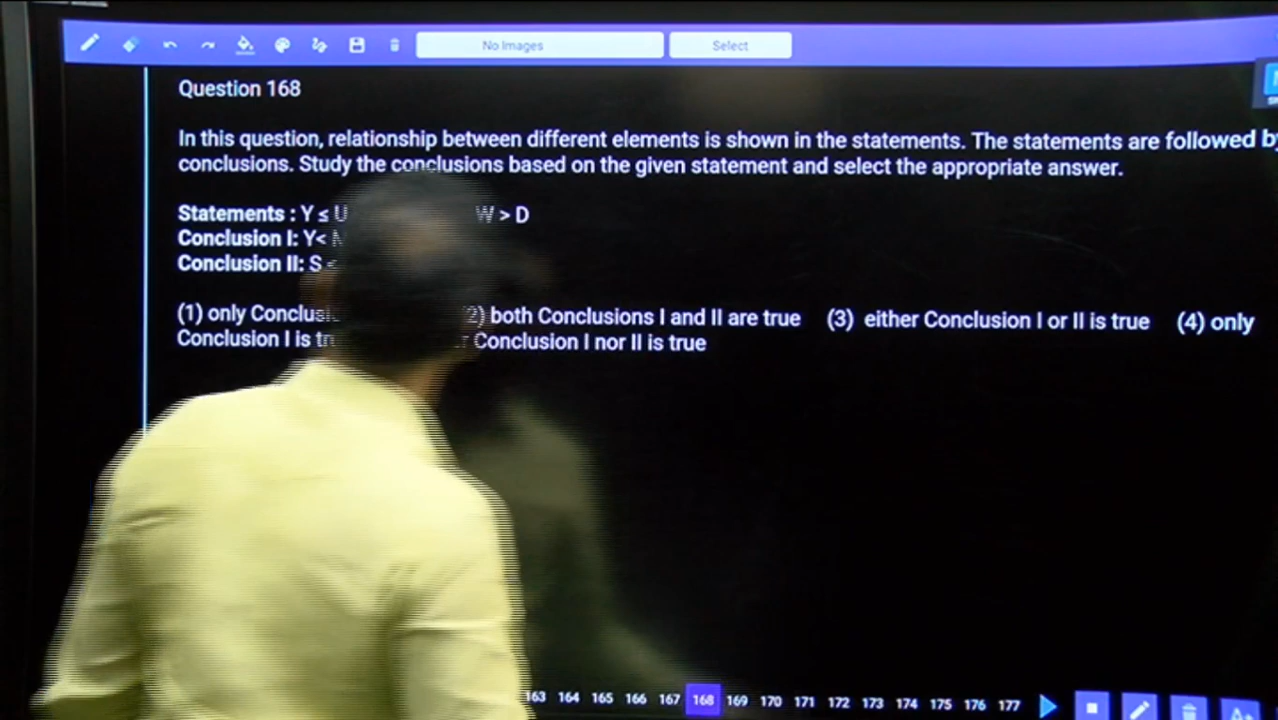 No Images
Select
Question 168
In this question, relationship between different elements is shown in the statements. The statements are followed by
conclusions. Study the conclusions based on the given statement and select the appropriate answer.
Statements : Y ≤ U W > D
Conclusion I: Y<
Conclusion II: S
(1) only 2) both Conclusions I and II are true (3) either Conclusion I or II is true (4) only
Conclusion I is Conclusion I nor II is true
163 164 165 166 167 168 169 170 171 172 173 174 175 176 177